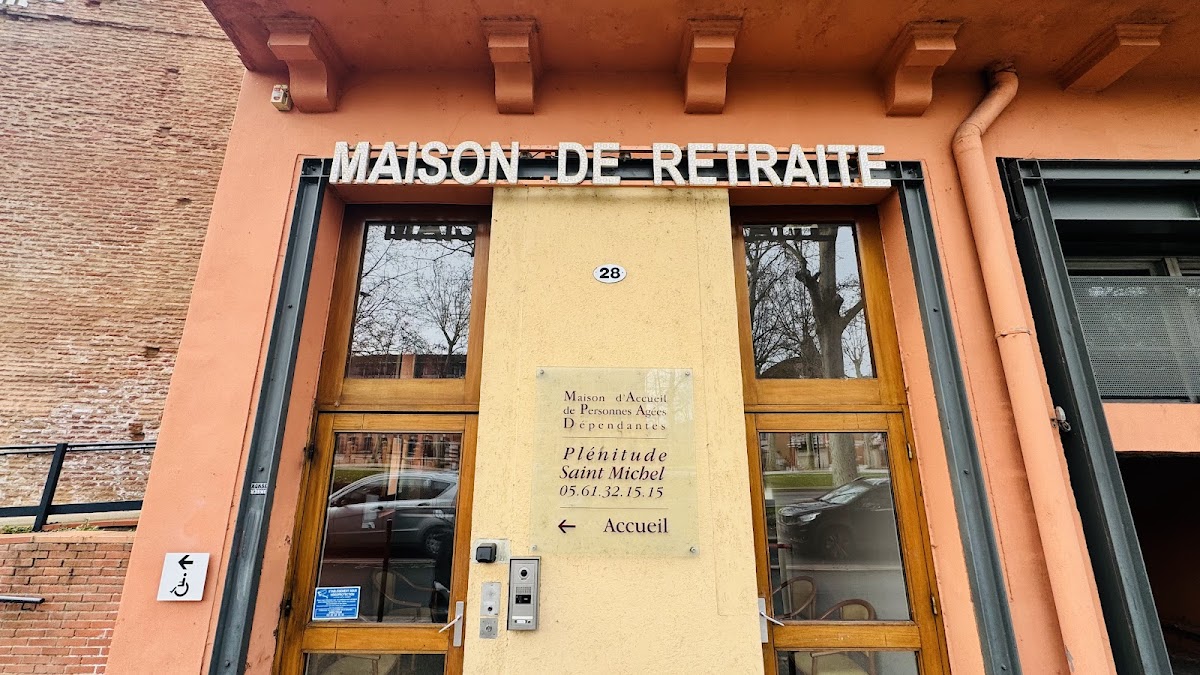 MAISON DE RETRAITE
28
Maison d'Accueil
de Personnes Agées
Dépendantes
Plénitude
Saint Michel
05.61.32.15.15
← Accueil